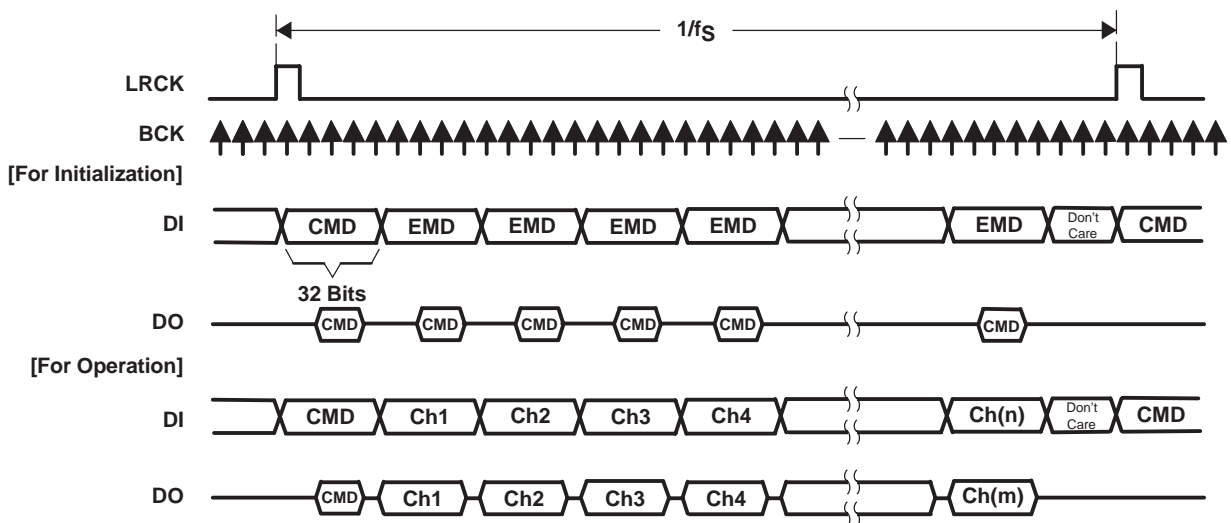 1/fS
LRCK
BCK
[For Initialization]
DI CMD EMD EMD EMD EMD EMD Don't Care CMD
32 Bits
DO CMD CMD CMD CMD CMD CMD
[For Operation]
DI CMD Ch1 Ch2 Ch3 Ch4 Ch(n) Don't Care CMD
DO CMD Ch1 Ch2 Ch3 Ch4 Ch(m)